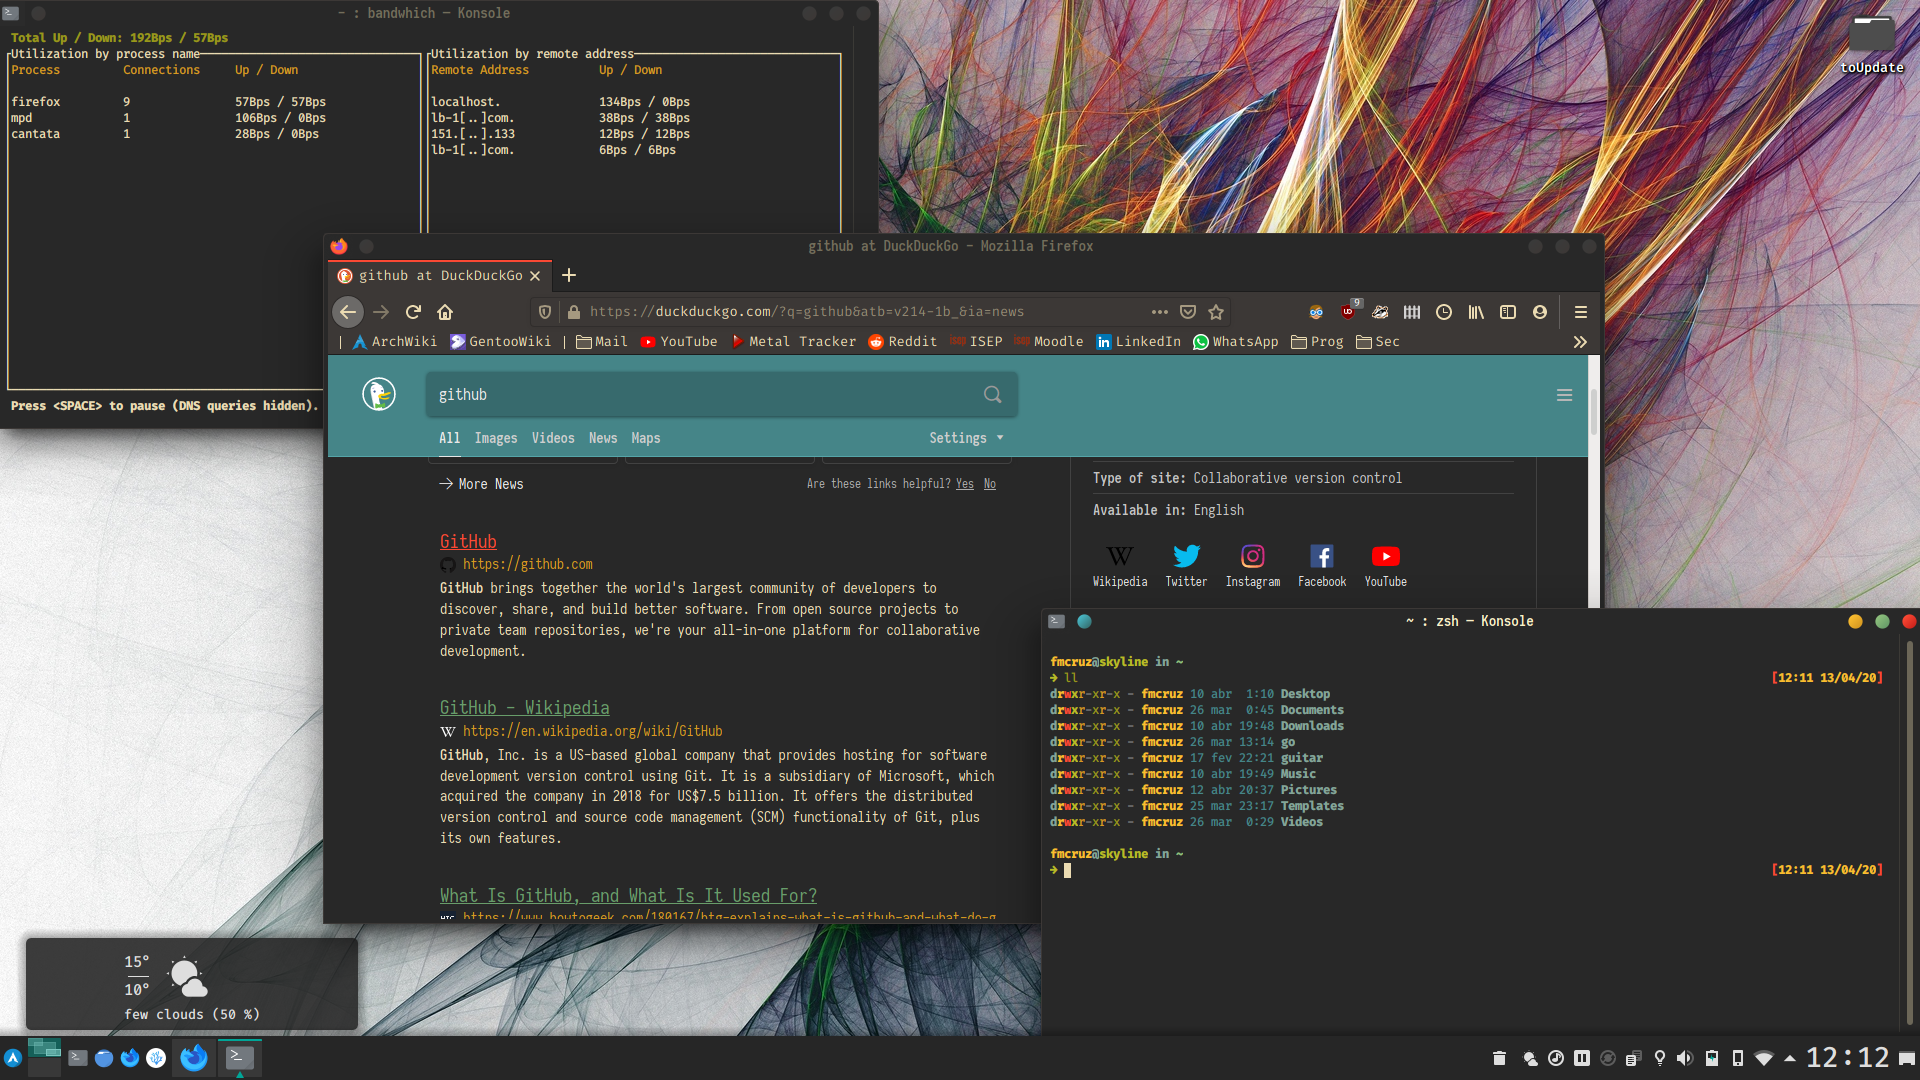 ~ : bandwhich — Konsole
Total Up / Down: 192Bps / 57Bps
Utilization by process name
Process Connections Up / Down
firefox 9 57Bps / 57Bps
mpd 1 106Bps / 0Bps
cantata 1 28Bps / 0Bps
Utilization by remote address
Remote Address Up / Down
localhost. 134Bps / 0Bps
lb-1[..]com. 38Bps / 38Bps
151.[..].133 12Bps / 12Bps
lb-1[..]com. 6Bps / 6Bps
Press <SPACE> to pause (DNS queries hidden).
toUpdate
github at DuckDuckGo - Mozilla Firefox
github at DuckDuckGo
https://duckduckgo.com/?q=github&atb=v214-1b_&ia=news
9
| ArchWiki GentooWiki | Mail YouTube Metal Tracker Reddit ISEP Moodle LinkedIn WhatsApp Prog Sec
github
All Images Videos News Maps Settings
More News
Are these links helpful? Yes No
GitHub
https://github.com
GitHub brings together the world's largest community of developers to
discover, share, and build better software. From open source projects to
private team repositories, we're your all-in-one platform for collaborative
development.
GitHub - Wikipedia
W https://en.wikipedia.org/wiki/GitHub
GitHub, Inc. is a US-based global company that provides hosting for software
development version control using Git. It is a subsidiary of Microsoft, which
acquired the company in 2018 for US$7.5 billion. It offers the distributed
version control and source code management (SCM) functionality of Git, plus
its own features.
What Is GitHub, and What Is It Used For?
https://www.howtogeek.com/180167/htg-explains-what-is-github-and-what-do-g
Type of site: Collaborative version control
Available in: English
Wikipedia Twitter Instagram Facebook YouTube
~ : zsh — Konsole
fmcruz@skyline in ~
➜ ll [12:11 13/04/20]
drwxr-xr-x - fmcruz 10 abr 1:10 Desktop
drwxr-xr-x - fmcruz 26 mar 0:45 Documents
drwxr-xr-x - fmcruz 10 abr 19:48 Downloads
drwxr-xr-x - fmcruz 26 mar 13:14 go
drwxr-xr-x - fmcruz 17 fev 22:21 guitar
drwxr-xr-x - fmcruz 10 abr 19:49 Music
drwxr-xr-x - fmcruz 12 abr 20:37 Pictures
drwxr-xr-x - fmcruz 25 mar 23:17 Templates
drwxr-xr-x - fmcruz 26 mar 0:29 Videos
fmcruz@skyline in ~
➜ [12:11 13/04/20]
15°
10°
few clouds (50 %)
12:12